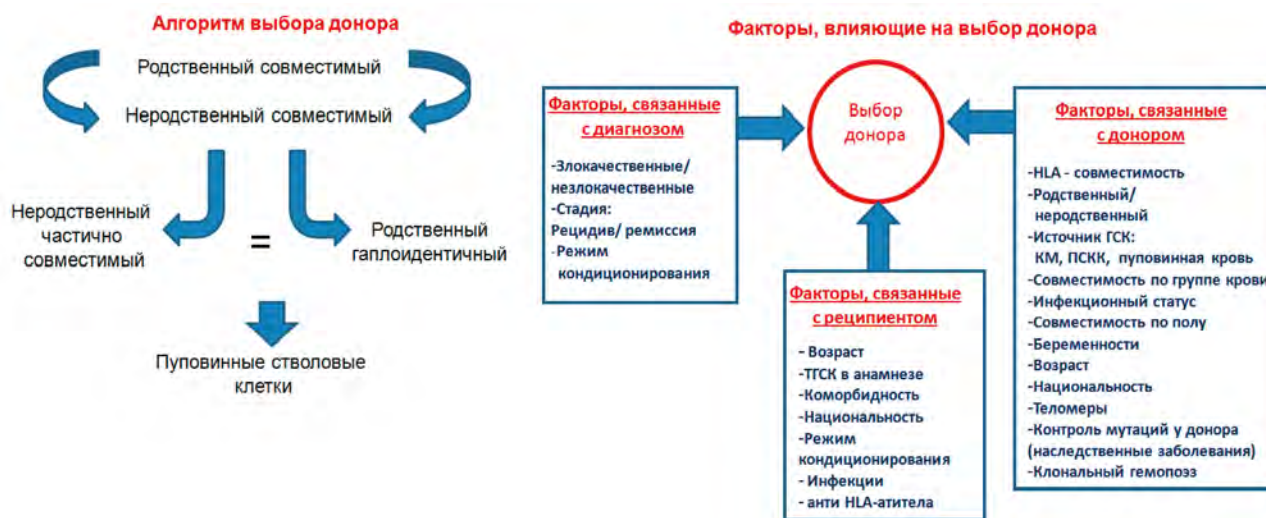 Алгоритм выбора донора
Родственный совместимый
Неродственный совместимый
Неродственный
частично
совместимый
=
Родственный
гаплоидентичный
Пуповинные стволовые
клетки
Факторы, влияющие на выбор донора
Факторы, связанные
с диагнозом
-Злокачественные/
незлокачественные
-Стадия:
Рецидив/ ремиссия
-Режим
кондиционирования
Выбор
донора
Факторы, связанные
с реципиентом
- Возраст
-ТГСК в анамнезе
-Коморбидность
-Национальность
-Режим
кондиционирования
- Инфекции
- анти HLA-атитела
Факторы, связанные
с донором
-HLA - совместимость
-Родственный/
неродственный
-Источник ГСК:
КМ, ПСКК, пуповинная кровь
-Совместимость по группе крови
-Инфекционный статус
-Совместимость по полу
-Беременности
-Возраст
-Национальность
-Теломеры
-Контроль мутаций у донора
(наследственные заболевания)
-Клональный гемопоэз